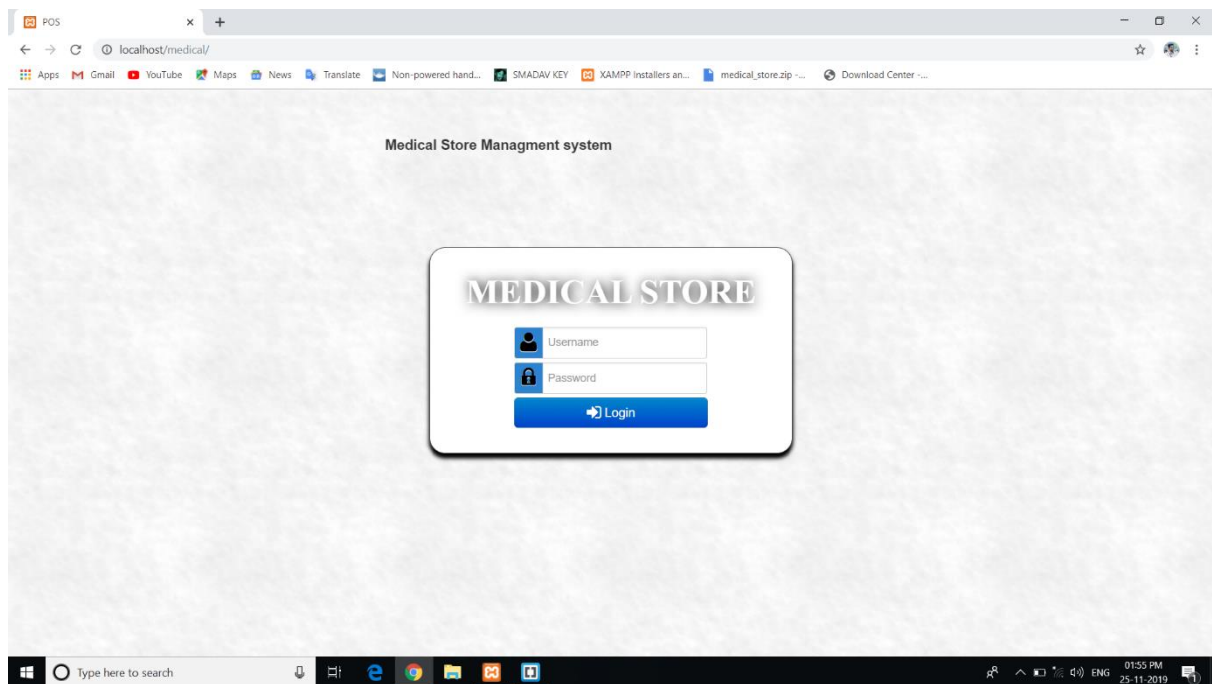 POS
localhost/medical/
Apps Gmail YouTube Maps News Translate Non-powered hand... SMADAV KEY XAMPP Installers an... medical_store.zip -... Download Center -...
Medical Store Managment system
MEDICAL STORE
Username
Password
Login
Type here to search
ENG
01:55 PM
25-11-2019